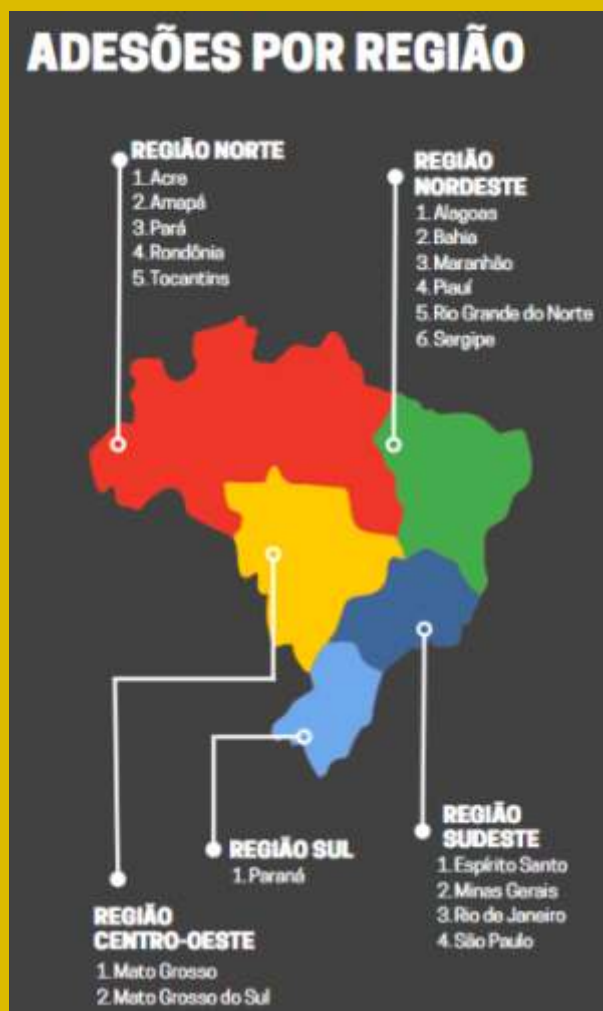 ADESÕES POR REGIÃO
REGIÃO NORTE
1. Acre
2. Amapá
3. Pará
4. Rondônia
5. Tocantins
REGIÃO
NORDESTE
1. Alagoas
2. Bahia
3. Maranhão
4. Piauí
5. Rio Grande do Norte
6. Sergipe
REGIÃO
CENTRO-OESTE
1. Mato Grosso
2. Mato Grosso do Sul
REGIÃO SUL
1. Paraná
REGIÃO
SUDESTE
1. Espírito Santo
2. Minas Gerais
3. Rio de Janeiro
4. São Paulo